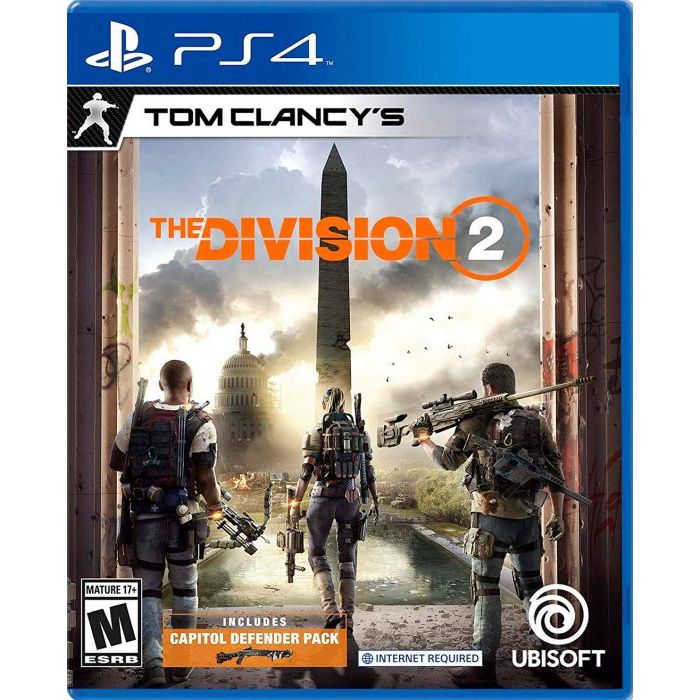 PS4
TOM CLANCY'S
THE DIVISION 2
MATURE 17+
M
ESRB
INCLUDES
CAPITOL DEFENDER PACK
INTERNET REQUIRED
UBISOFT